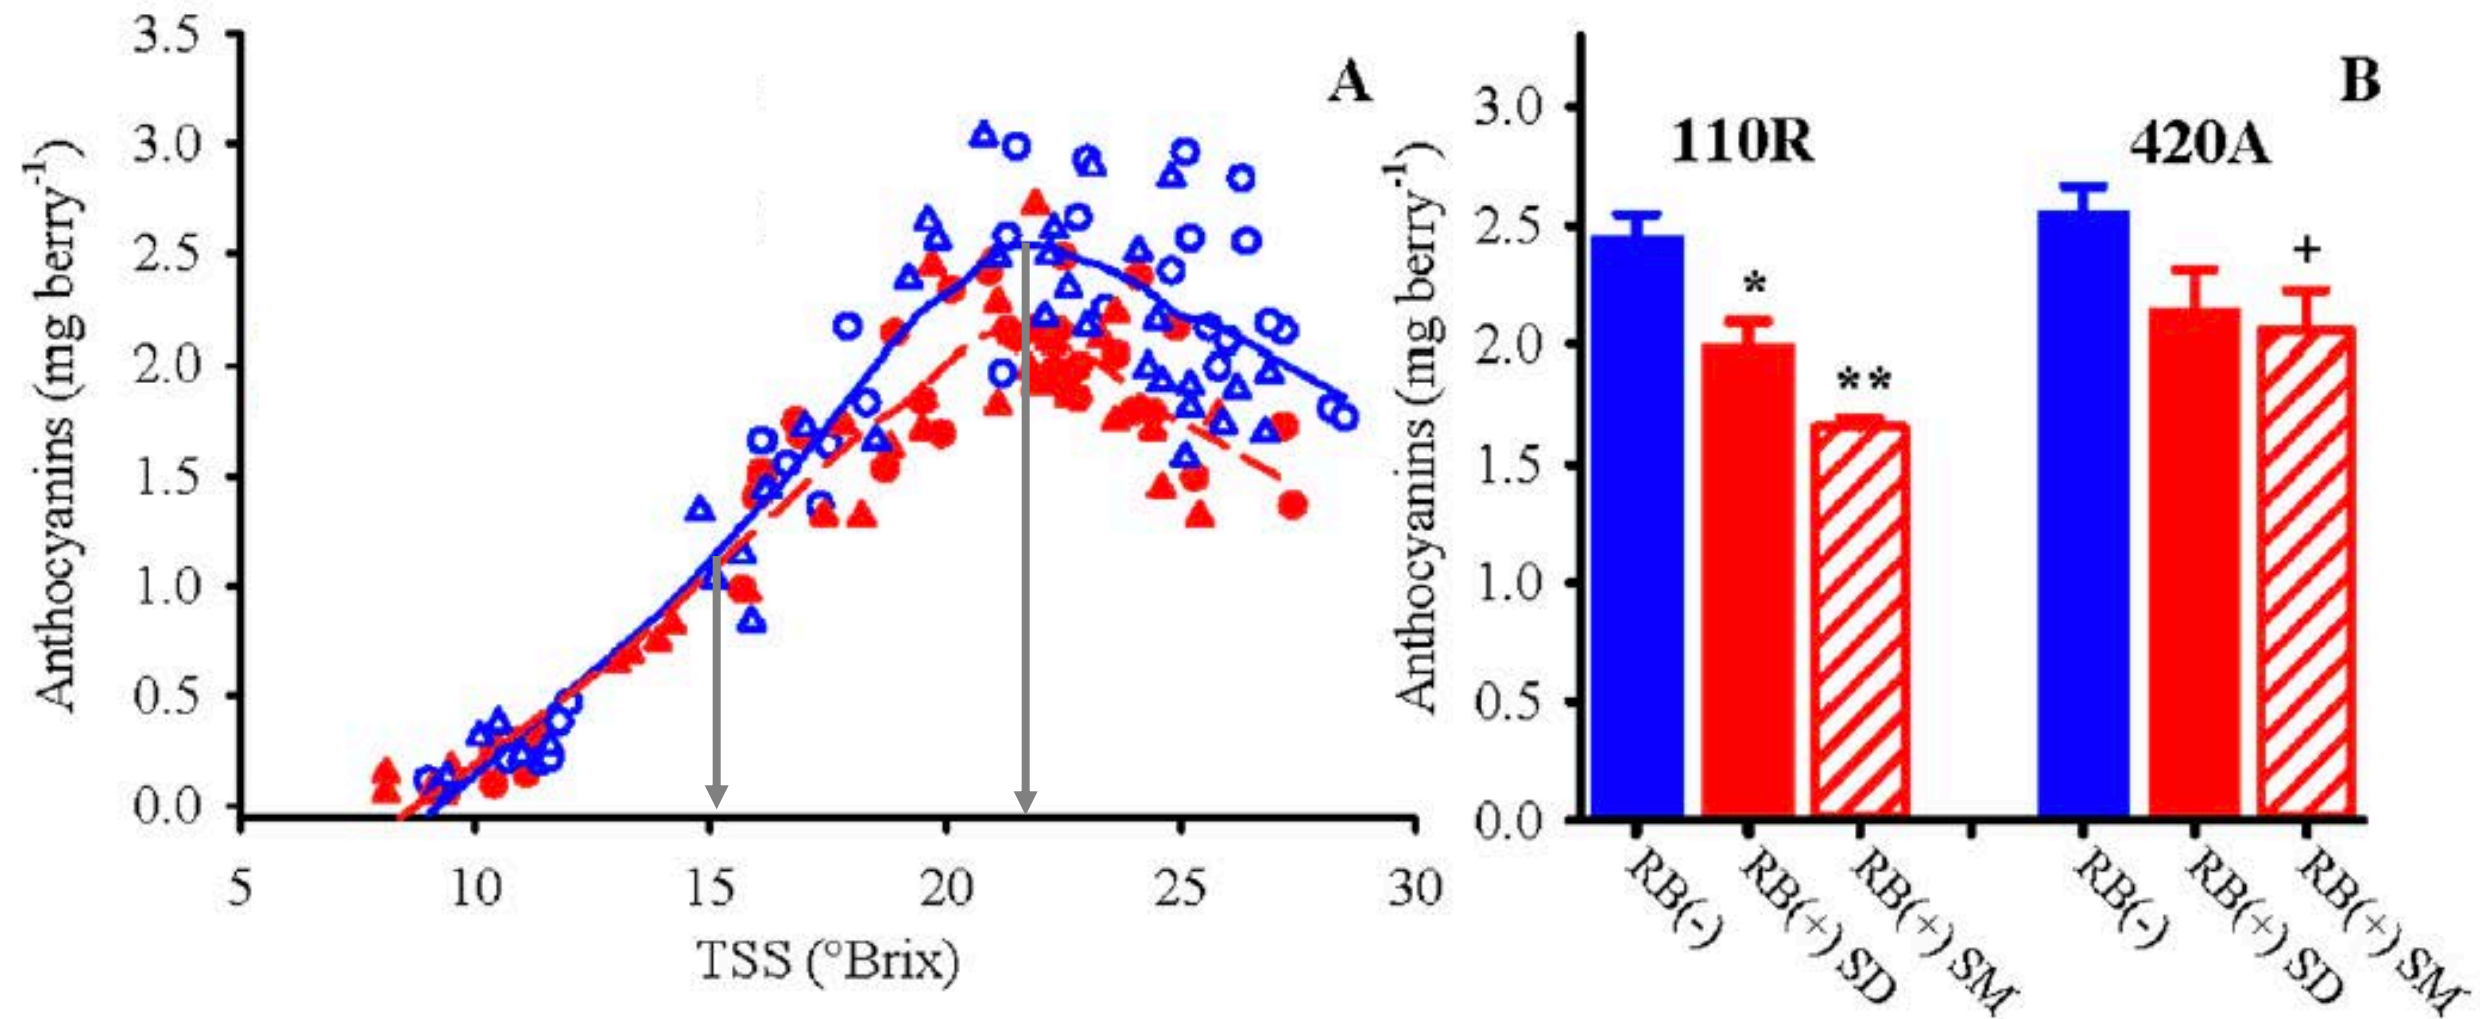 A
Anthocyanins (mg berry⁻¹)
3.5
3.0
2.5
2.0
1.5
1.0
0.5
0.0
5 10 15 20 25 30
TSS (°Brix)
B
110R 420A
Anthocyanins (mg berry⁻¹)
3.0
2.5
2.0
1.5
1.0
0.5
0.0
* ** +
RB(-)
RB(+) SD
RB(+) SM
RB(-)
RB(+) SD
RB(+) SM